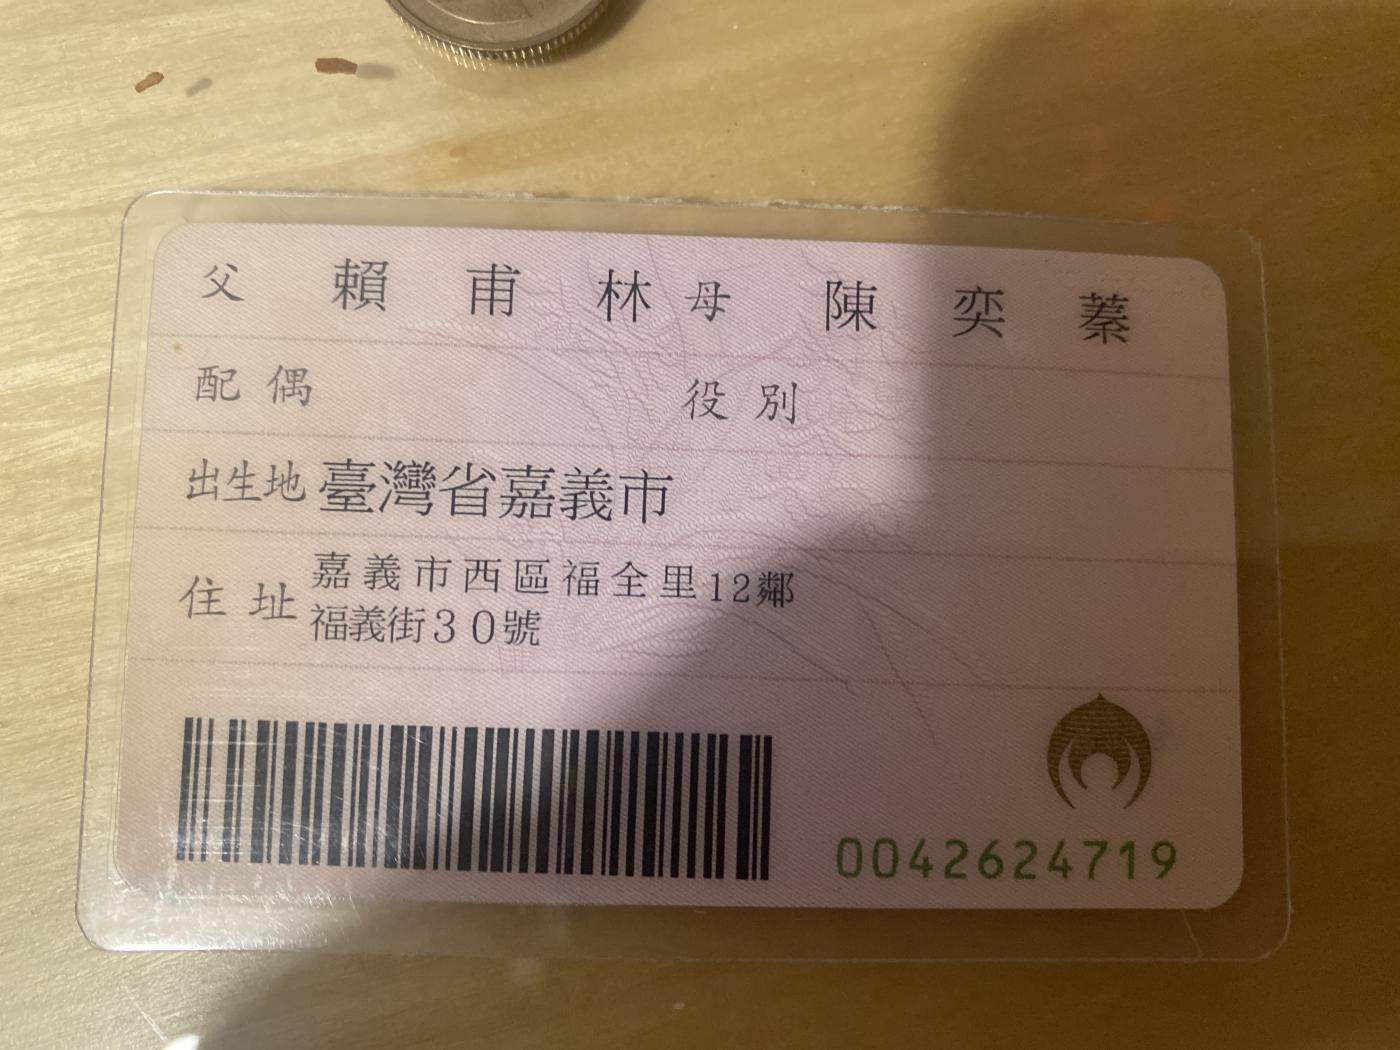 父 賴甫林 母 陳奕蓁
配偶 役別
出生地 臺灣省嘉義市
住址 嘉義市西區福全里12鄰
福義街30號
0042624719